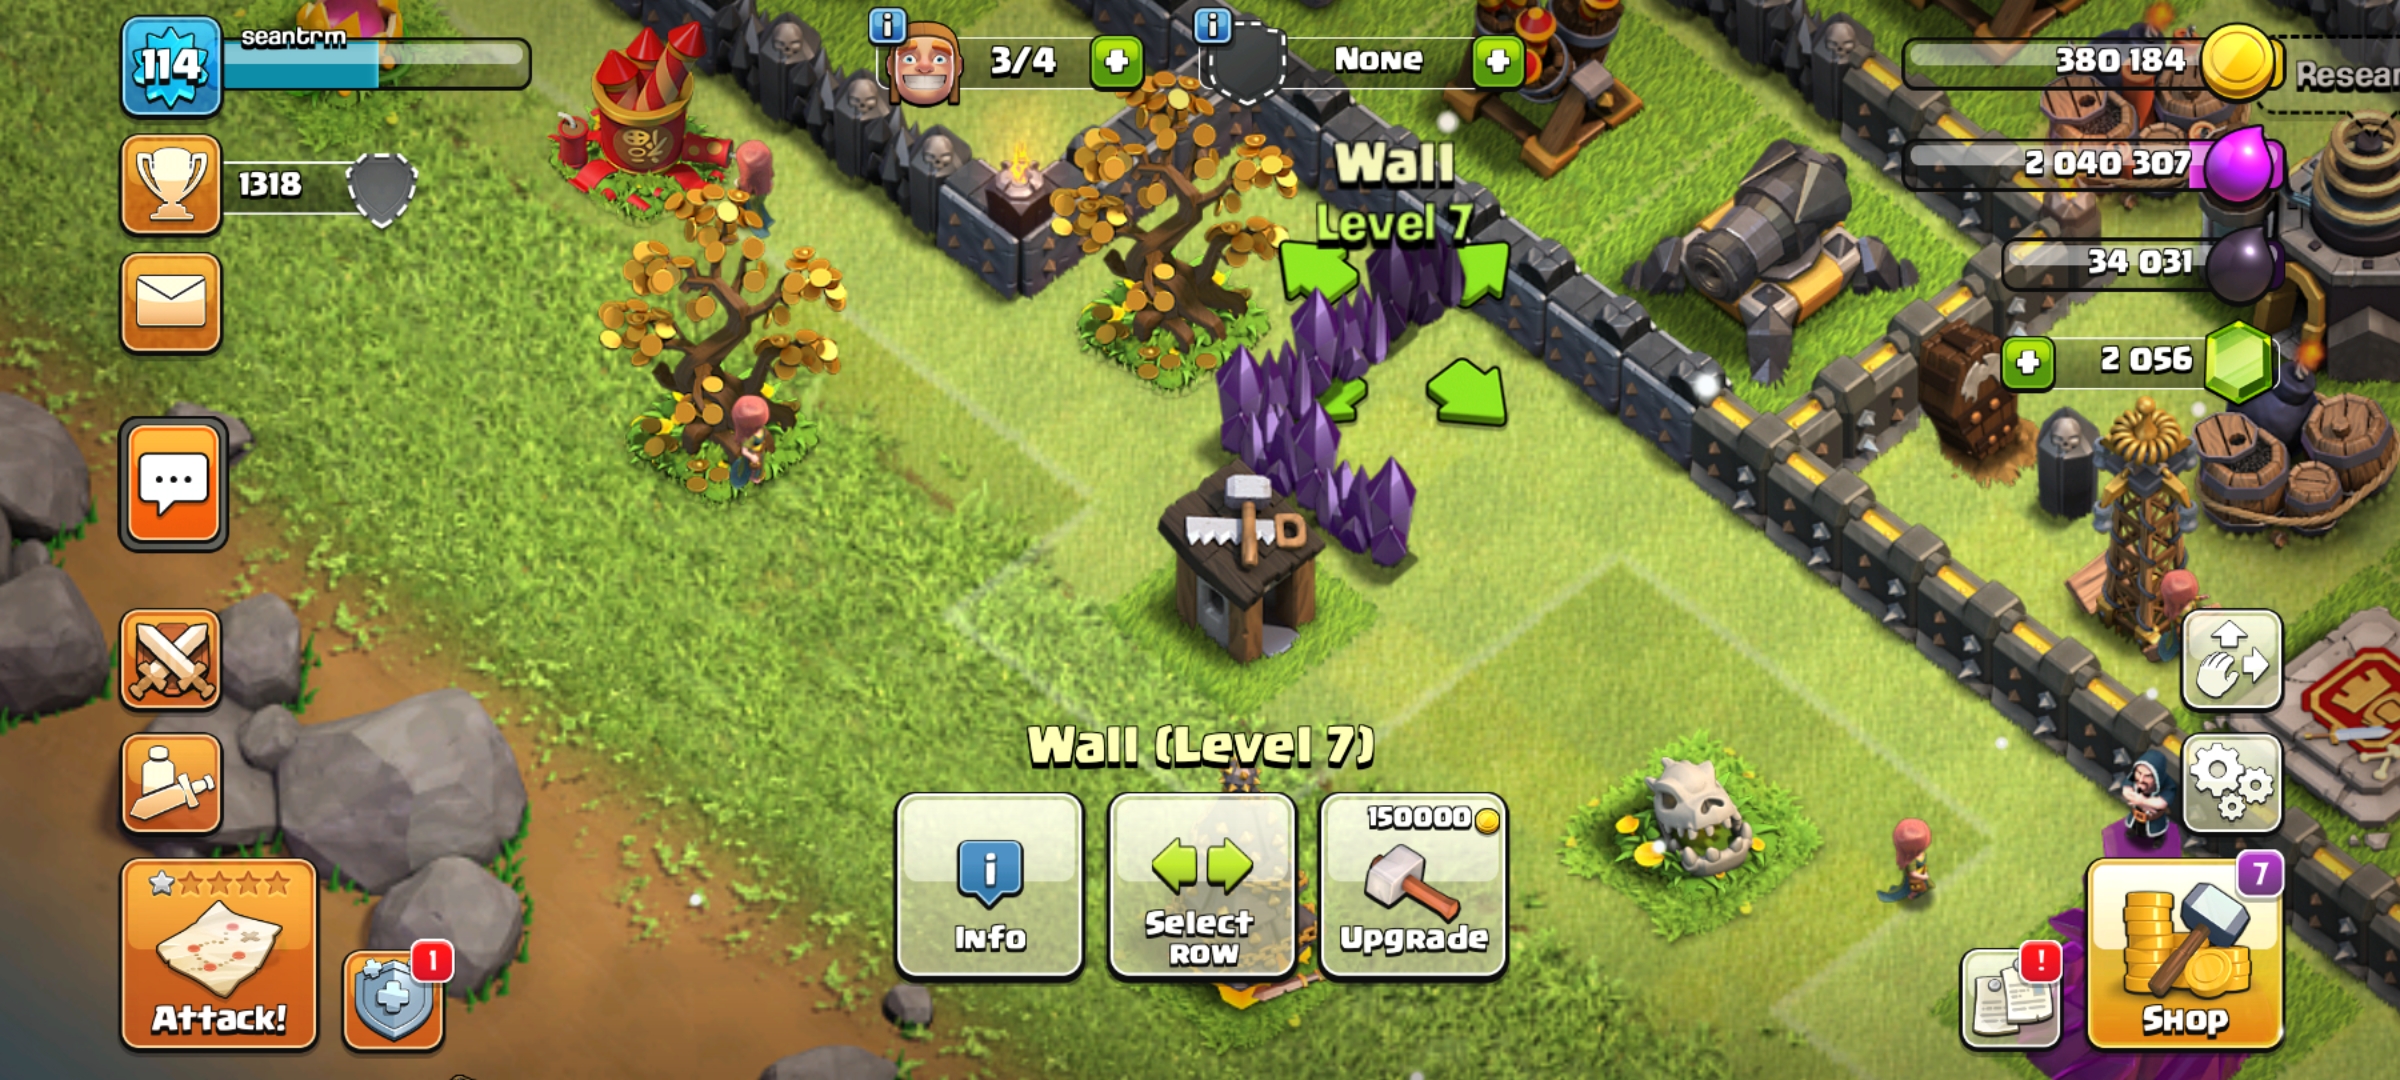 114
seantrm
3/4
None
380 184
Resear
1318
Wall
Level 7
2 040 307
34 031
2 056
Wall (Level 7)
Info
Select
Row
150000
Upgrade
Attack!
1
!
7
Shop